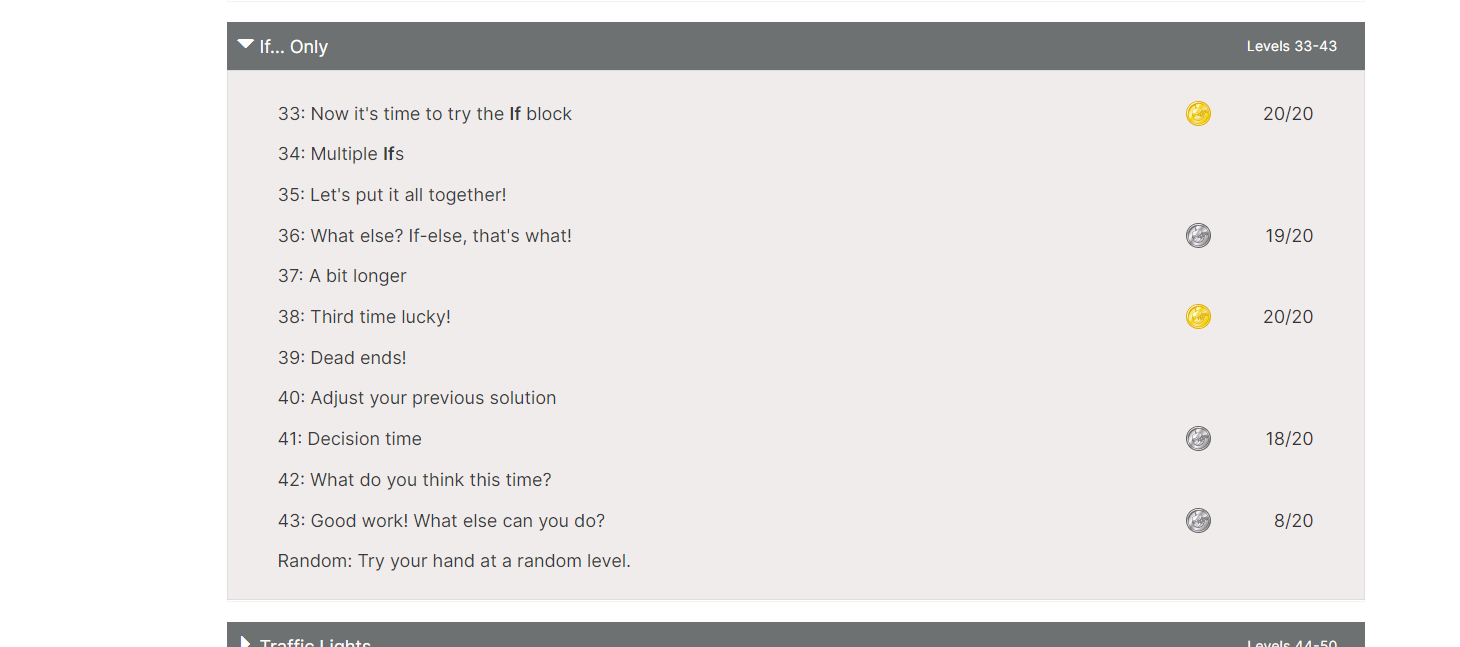 If... Only Levels 33-43
33: Now it's time to try the If block 20/20
34: Multiple Ifs
35: Let's put it all together!
36: What else? If-else, that's what! 19/20
37: A bit longer
38: Third time lucky! 20/20
39: Dead ends!
40: Adjust your previous solution
41: Decision time 18/20
42: What do you think this time?
43: Good work! What else can you do? 8/20
Random: Try your hand at a random level.
Traffic Lights Levels 44-50